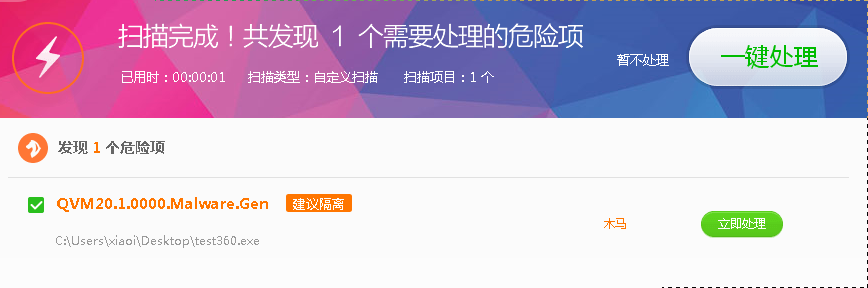 扫描完成！共发现 1 个需要处理的危险项
已用时：00:00:01 扫描类型：自定义扫描 扫描项目：1 个
暂不处理
一键处理
发现 1 个危险项
QVM20.1.0000.Malware.Gen 建议隔离
C:\Users\xiaoi\Desktop\test360.exe
木马
立即处理